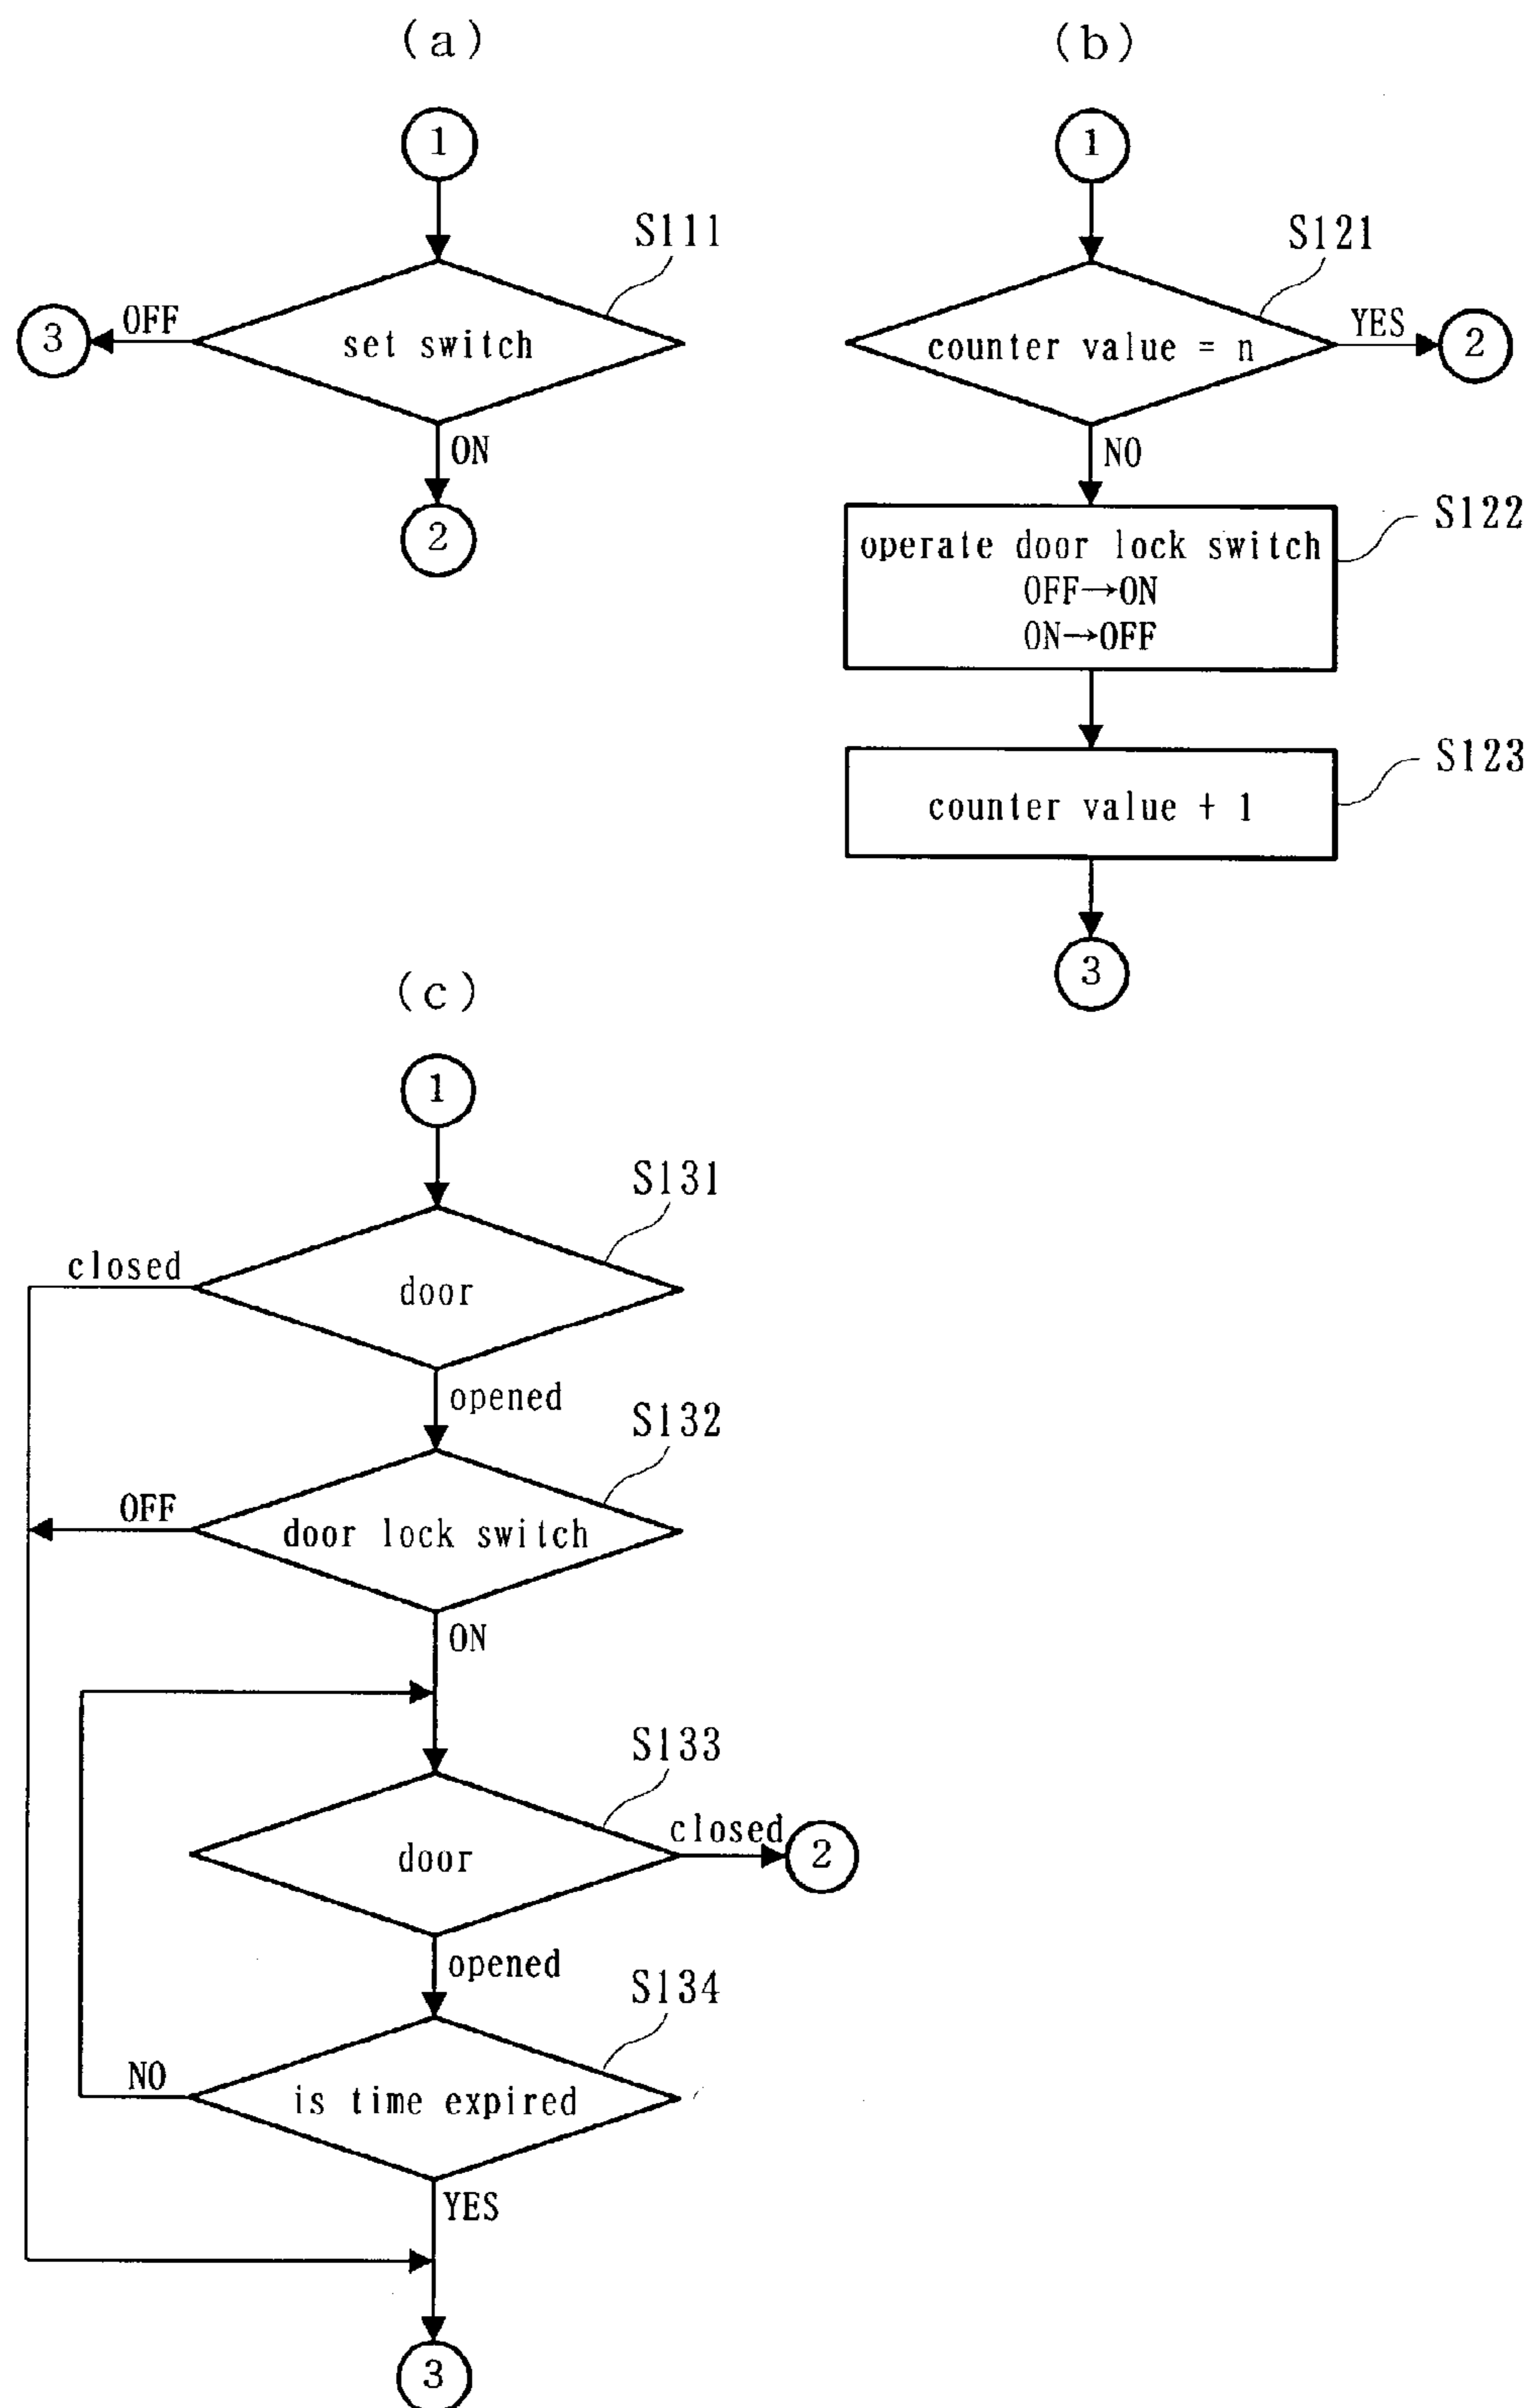 (a)
1
S111
3
OFF
set switch
ON
2
(b)
1
S121
counter value = n
YES
2
NO
S122
operate door lock switch
OFF→ON
ON→OFF
S123
counter value + 1
3
(c)
1
S131
closed
door
opened
S132
OFF
door lock switch
ON
S133
door
closed
2
opened
S134
NO
is time expired
YES
3